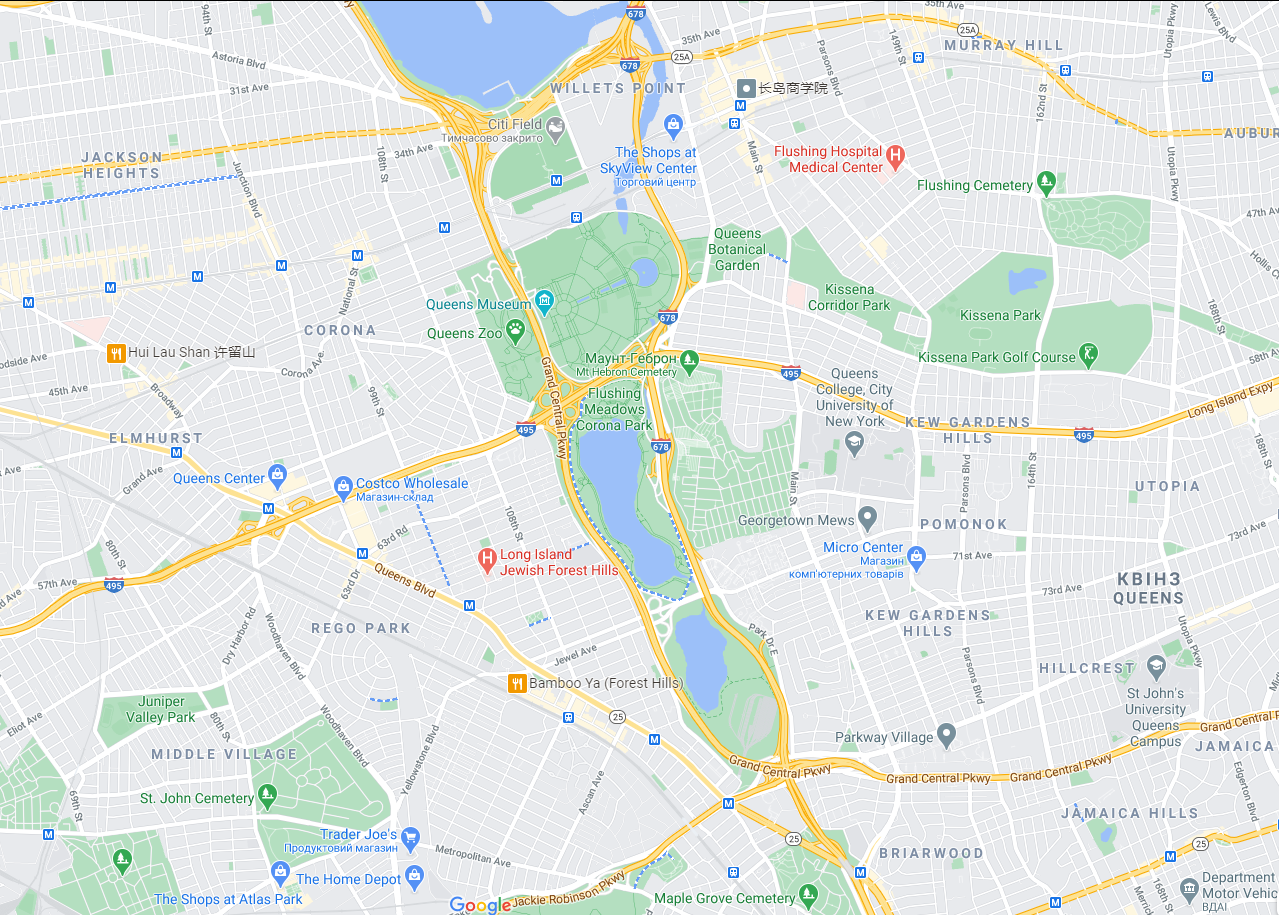 678
35th Ave
94th St
25A
35th Ave
Lewis Blvd
Utopia Pkwy
149th St
Parsons Blvd
MURRAY HILL
Astoria Blvd
678
25A
31st Ave
WILLETS POINT
长岛商学院
162nd St
Citi Field
Тимчасово закрито
AUBUR
JACKSON
HEIGHTS
108th St
34th Ave
The Shops at
SkyView Center
Торговий центр
Main St
Flushing Hospital
Medical Center
Flushing Cemetery
Utopia Pkwy
Junction Blvd
47th Ave
Queens
Botanical
Garden
Hollis
National St
Kissena
Corridor Park
Queens Museum
Kissena Park
188th St
678
CORONA
Queens Zoo
Hui Lau Shan 许留山
odside Ave
Corona Ave
Маунт-Геброн
Mt Hebron Cemetery
Kissena Park Golf Course
58th Ave
495
Queens
College, City
University of
New York
45th Ave
Broadway
99th St
Grand Central Pkwy
Flushing
Meadows
Corona Park
Long Island Expy
KEW GARDENS
HILLS
ELMHURST
495
678
495
188th St
Ave
Grand Ave
Queens Center
Costco Wholesale
Магазин-склад
Main St
Parsons Blvd
164th St
UTOPIA
108th St
Georgetown Mews
POMONOK
73rd Ave
63rd Rd
80th St
Long Island
Jewish Forest Hills
Micro Center
Магазин
комп'ютерних товарів
71st Ave
57th Ave
495
63rd Dr
Queens Blvd
КВІНЗ
QUEENS
73rd Ave
KEW GARDENS
HILLS
Dry Harbor Rd
Woodhaven Blvd
REGO PARK
Park Dr E
Utopia Pkwy
Jewel Ave
HILLCREST
Parsons Blvd
Bamboo Ya (Forest Hills)
St John's
University
Queens
Campus
Juniper
Valley Park
Eliot Ave
80th St
Woodhaven Blvd
25
Parkway Village
Grand Central P
JAMAICA
MIDDLE VILLAGE
Yellowstone Blvd
Grand Central Pkwy
Grand Central Pkwy
Grand Central Pkwy
Edgerton Blvd
St. John Cemetery
69th St
Ascan Ave
JAMAICA HILLS
Trader Joe's
Продуктовий магазин
25
25
Metropolitan Ave
BRIARWOOD
The Shops at Atlas Park
The Home Depot
Google
Jackie Robinson Pkwy
Maple Grove Cemetery
168th St
Department
Motor Vehic
ВДАІ